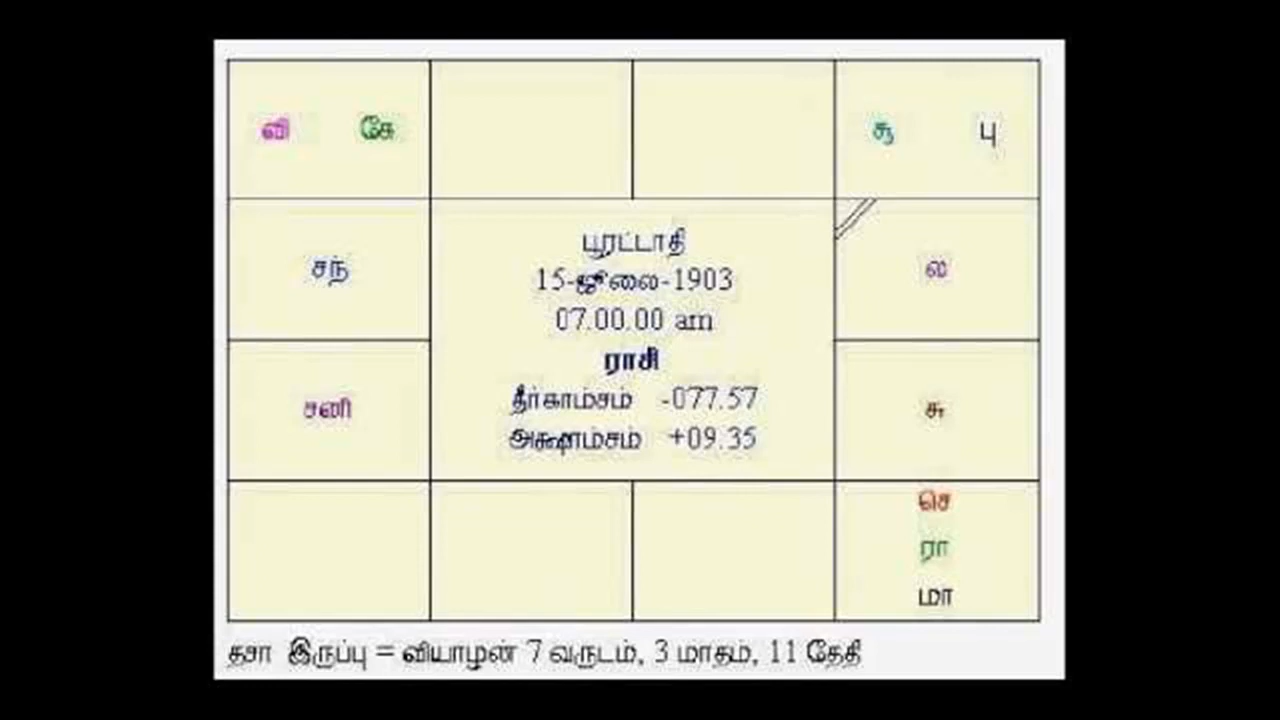 வி கே
சூ பு
சந்
பூரட்டாதி
15-ஜூலை-1903
07.00.00 am
ராசி
தீர்காம்சம் -077.57
அக்ஷாம்சம் +09.35
ல
சனி
சு
செ
ரா
மா
தசா இருப்பு = வியாழன் 7 வருடம், 3 மாதம், 11 தேதி